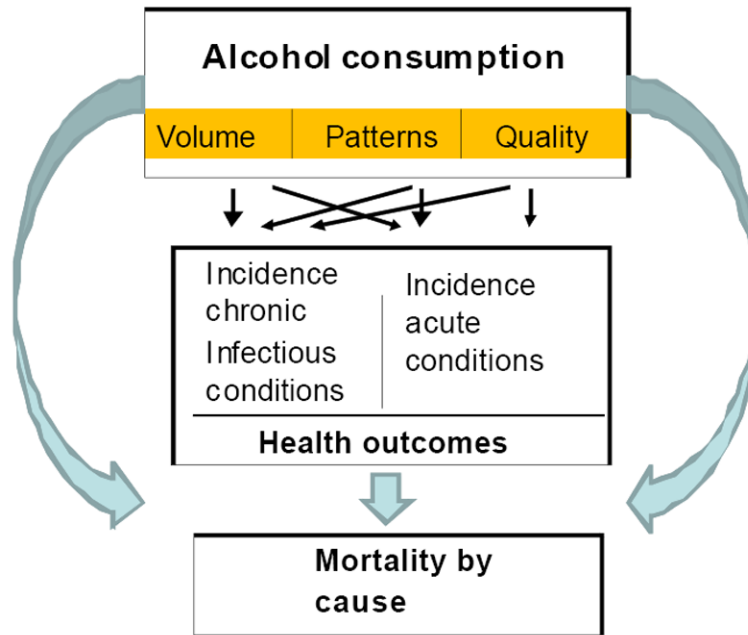 Alcohol consumption
Volume Patterns Quality
Incidence
chronic
Infectious
conditions
Incidence
acute
conditions
Health outcomes
Mortality by
cause